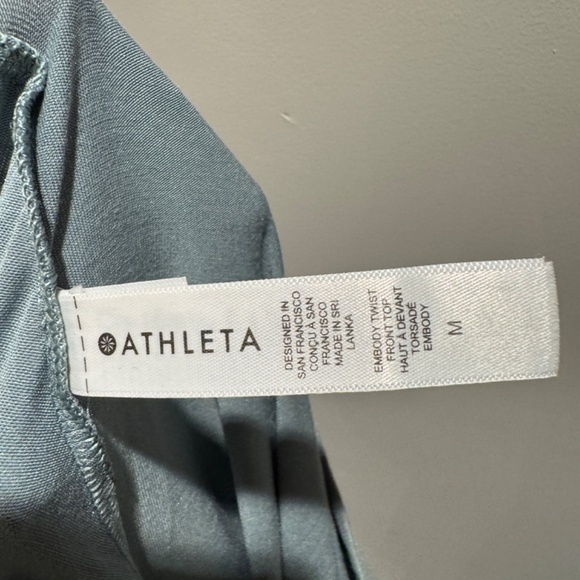 ATHLETA
DESIGNED IN
SAN FRANCISCO
CONÇU À SAN
FRANCISCO
MADE IN SRI
LANKA
EMBODY TWIST
FRONT TOP
HAUT À DEVANT
TORSADÉ
EMBODY
M